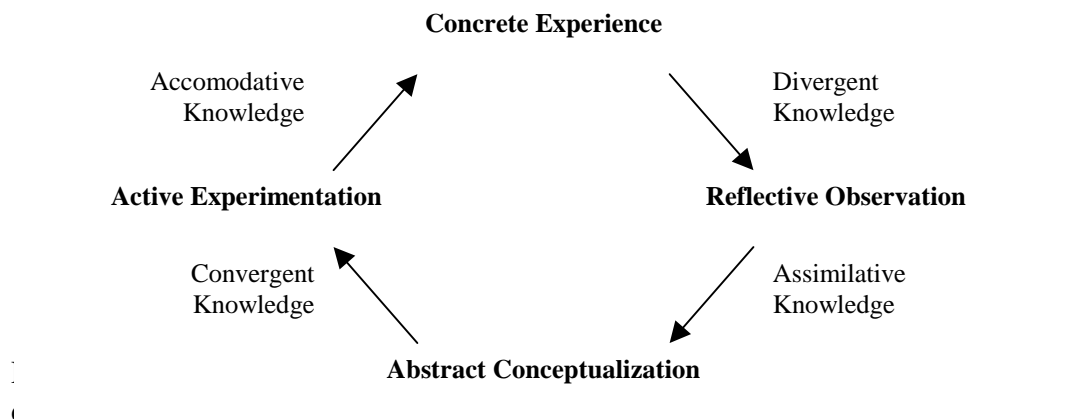 Concrete Experience
Accomodative
Knowledge
Divergent
Knowledge
Active Experimentation
Reflective Observation
Convergent
Knowledge
Assimilative
Knowledge
Abstract Conceptualization